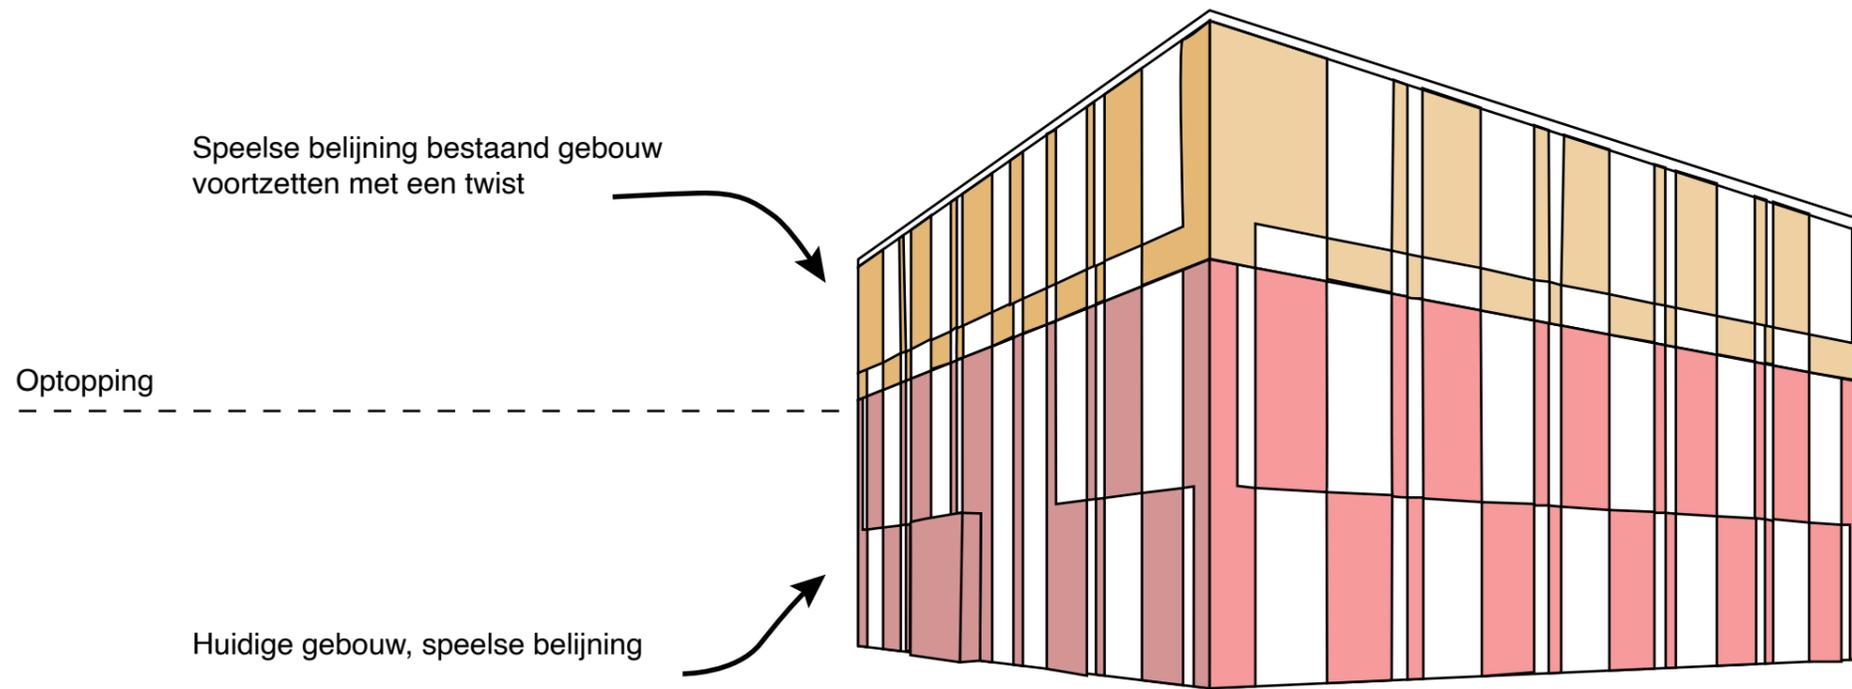 Speelse belijning bestaand gebouw
voortzetten met een twist
Optopping
Huidige gebouw, speelse belijning